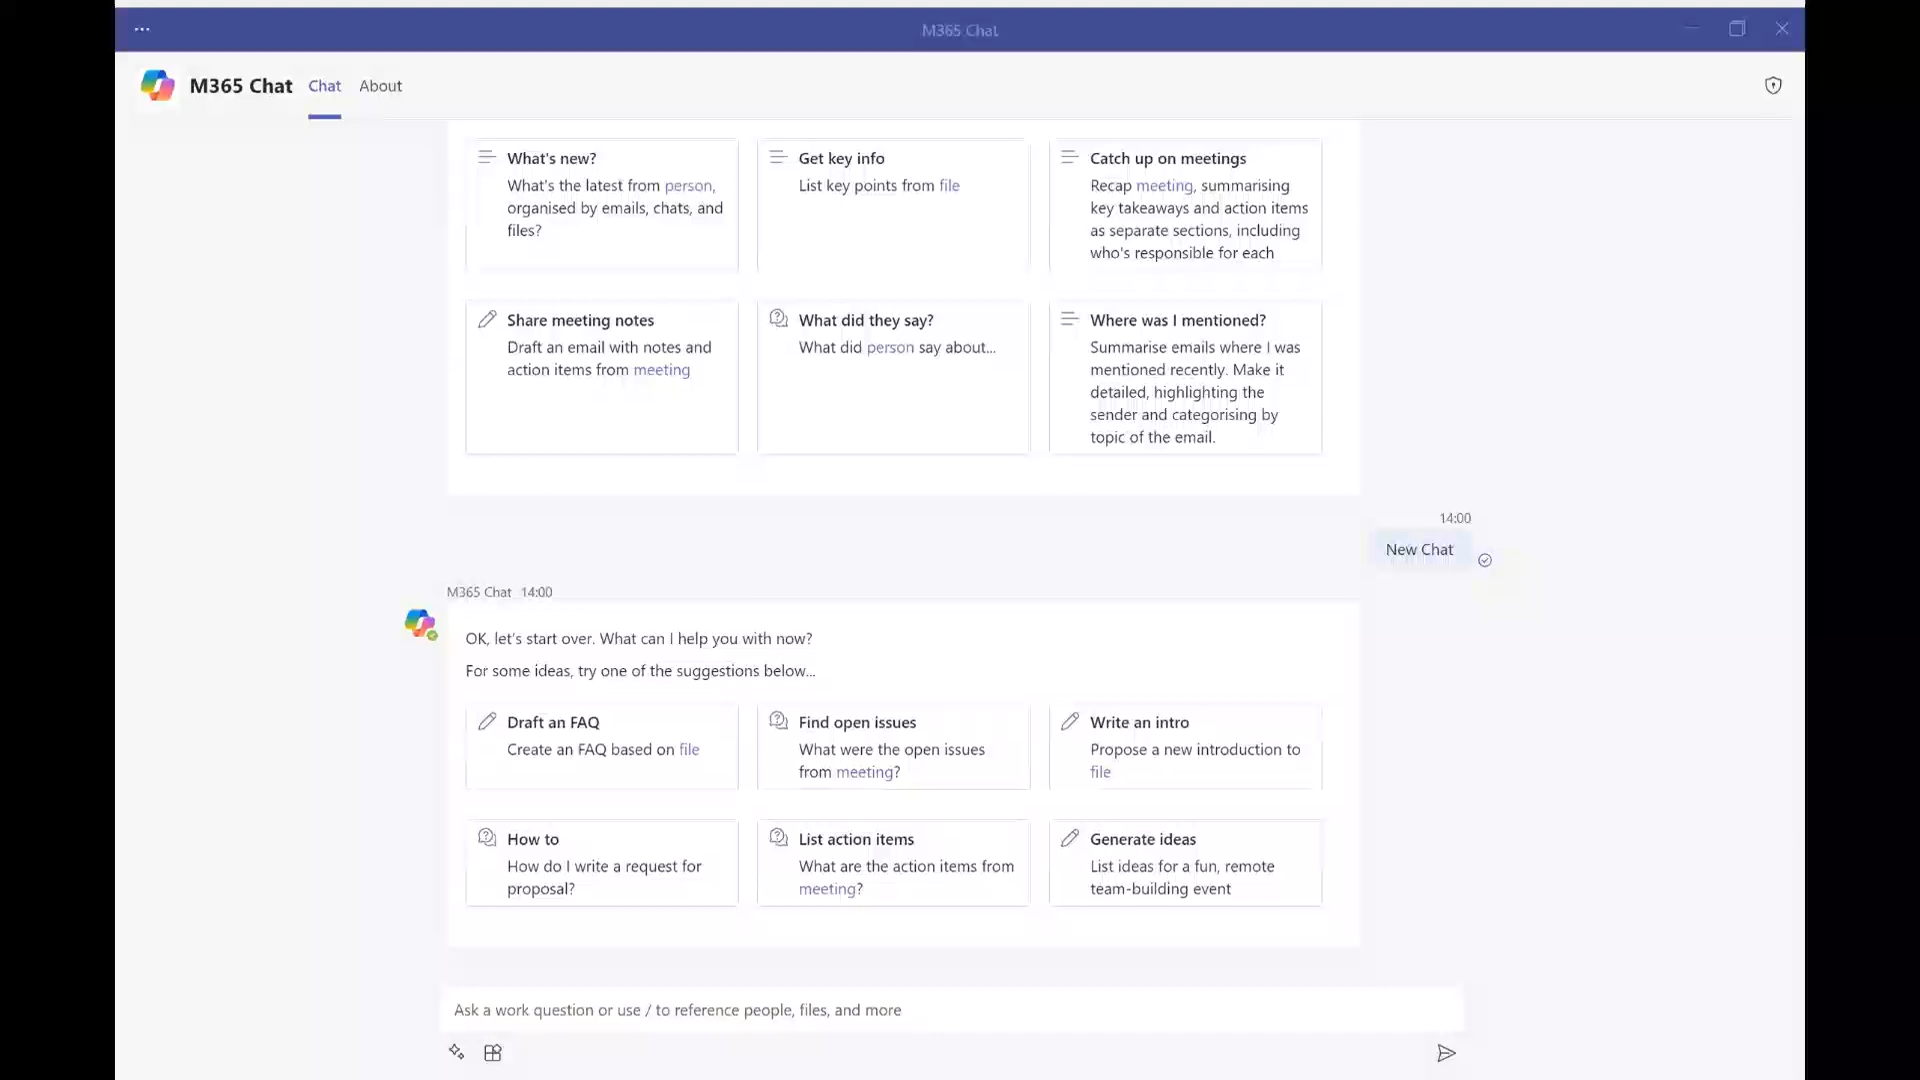 M365 Chat
M365 Chat Chat About
What's new?
What's the latest from person,
organised by emails, chats, and
files?
Get key info
List key points from file
Catch up on meetings
Recap meeting, summarising
key takeaways and action items
as separate sections, including
who's responsible for each
Share meeting notes
Draft an email with notes and
action items from meeting
What did they say?
What did person say about...
Where was I mentioned?
Summarise emails where I was
mentioned recently. Make it
detailed, highlighting the
sender and categorising by
topic of the email.
14:00
New Chat
M365 Chat 14:00
OK, let's start over. What can I help you with now?
For some ideas, try one of the suggestions below...
Draft an FAQ
Create an FAQ based on file
Find open issues
What were the open issues
from meeting?
Write an intro
Propose a new introduction to
file
How to
How do I write a request for
proposal?
List action items
What are the action items from
meeting?
Generate ideas
List ideas for a fun, remote
team-building event
Ask a work question or use / to reference people, files, and more